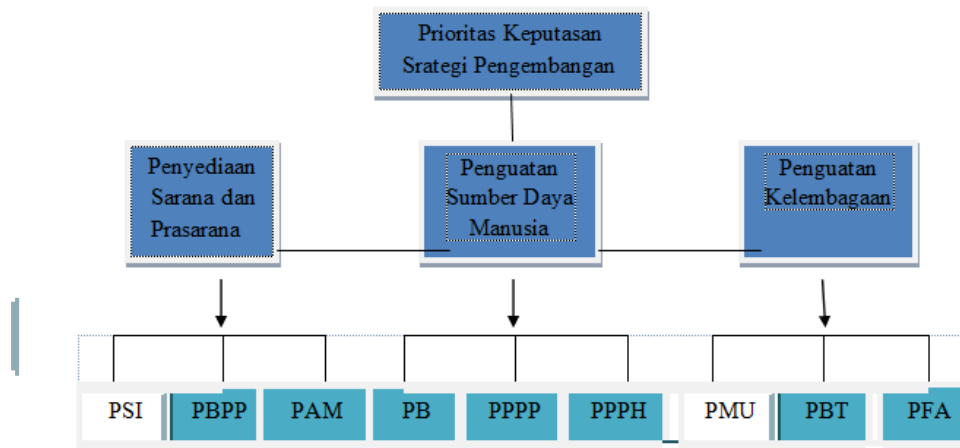 Prioritas Keputasan
Srategi Pengembangan
Penyediaan
Sarana dan
Prasarana
Penguatan
Sumber Daya
Manusia
Penguatan
Kelembagaan
PSI PBPP PAM PB PPPP PPPH PMU PBT PFA